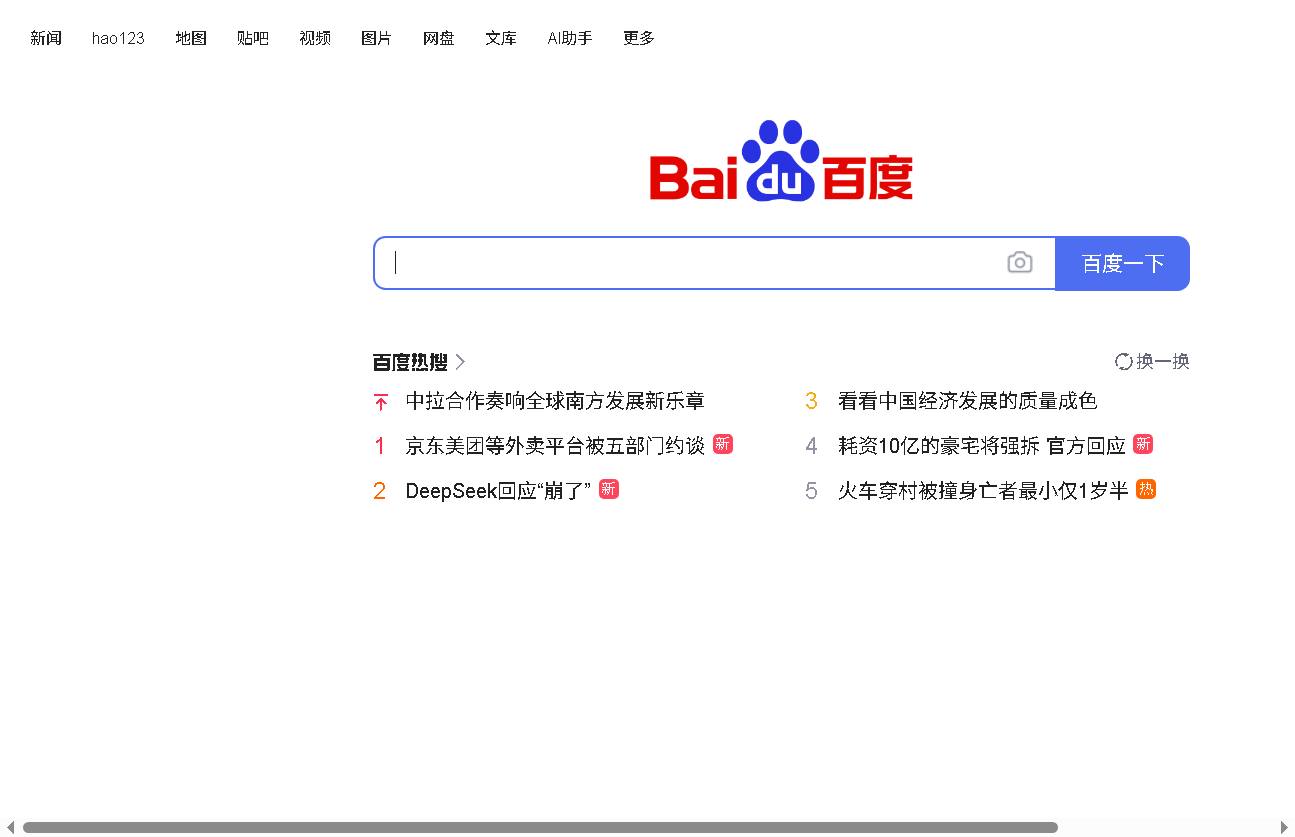 新闻 hao123 地图 贴吧 视频 图片 网盘 文库 AI助手 更多
Bai du 百度
百度一下
百度热搜 换一换
中拉合作奏响全球南方发展新乐章
1 京东美团等外卖平台被五部门约谈 新
2 DeepSeek回应“崩了” 新
3 看看中国经济发展的质量成色
4 耗资10亿的豪宅将强拆 官方回应 新
5 火车穿村被撞身亡者最小仅1岁半 热